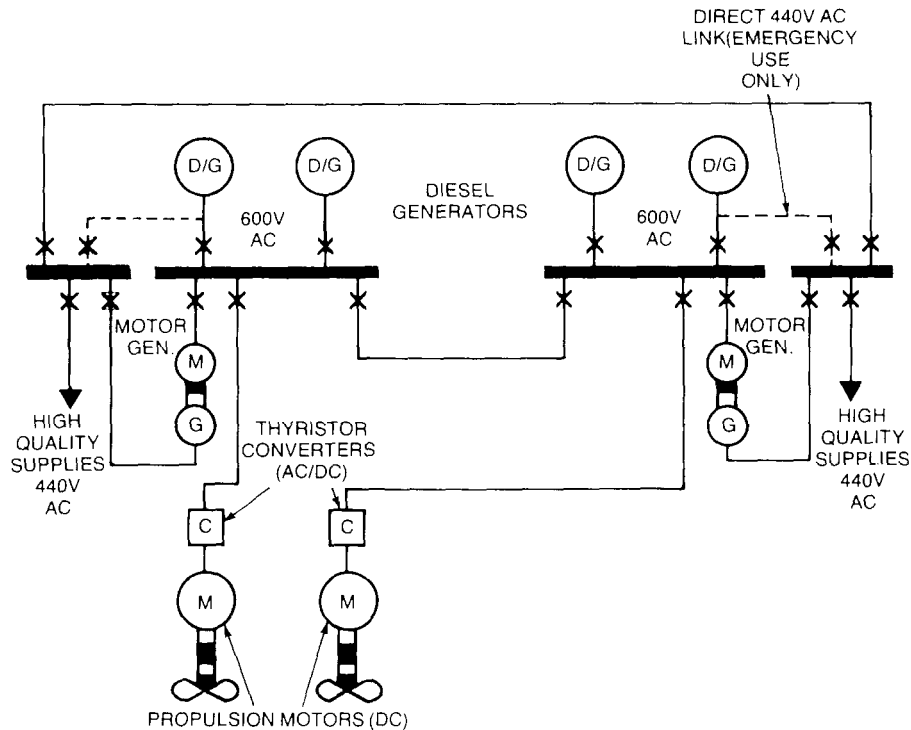 DIRECT 440V AC
LINK(EMERGENCY
USE
ONLY)
D/G
D/G
D/G
D/G
DIESEL
GENERATORS
600V
AC
600V
AC
MOTOR
GEN.
MOTOR
GEN.
M
M
G
G
HIGH
QUALITY
SUPPLIES
440V
AC
THYRISTOR
CONVERTERS
(AC/DC)
HIGH
QUALITY
SUPPLIES
440V
AC
C
C
M
M
PROPULSION MOTORS (DC)